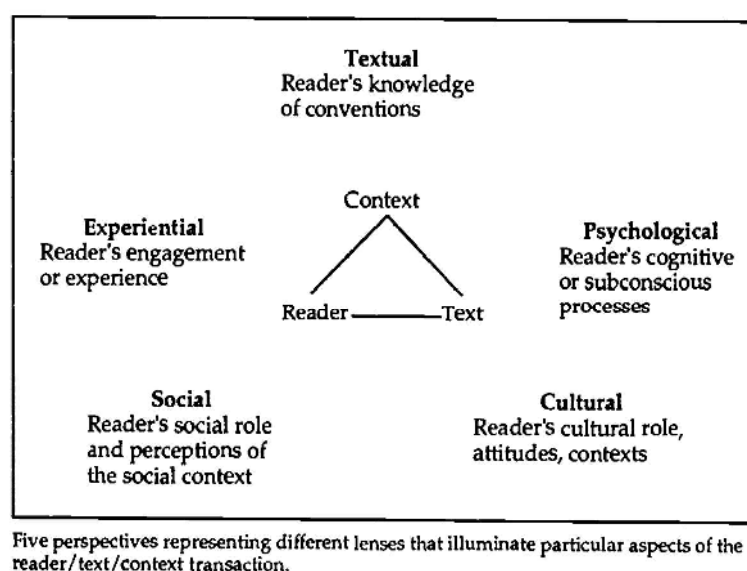 Textual
Reader's knowledge
of conventions
Context
Experiential
Reader's engagement
or experience
Psychological
Reader's cognitive
or subconscious
processes
Reader
Text
Social
Reader's social role
and perceptions of
the social context
Cultural
Reader's cultural role,
attitudes, contexts
Five perspectives representing different lenses that illuminate particular aspects of the
reader/text/context transaction.